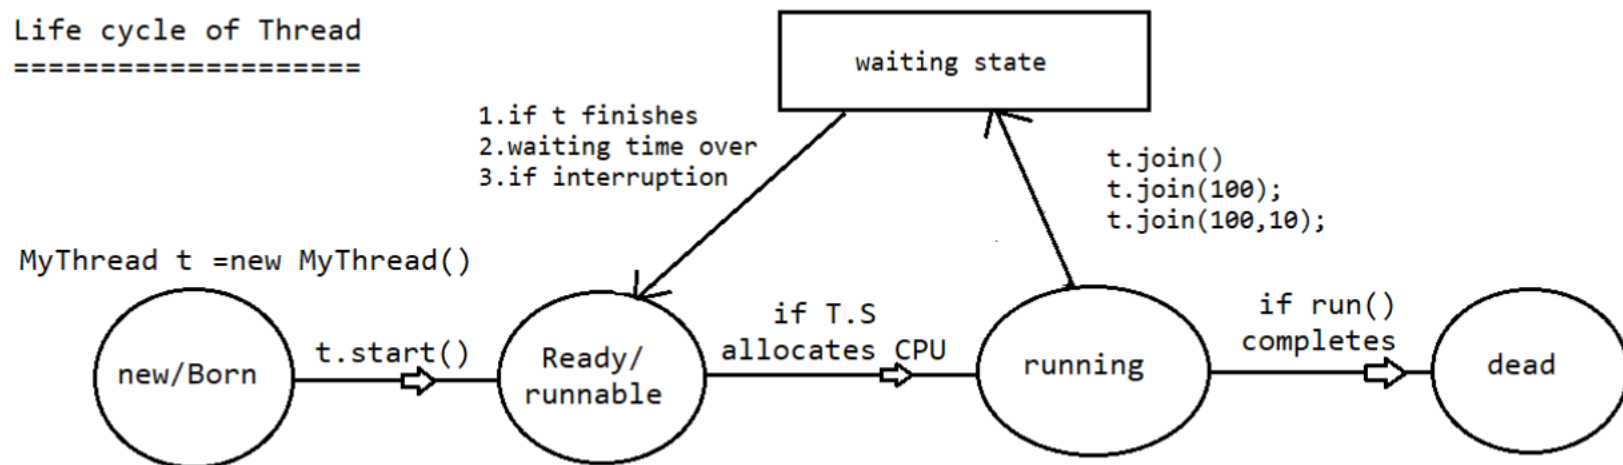 Life cycle of Thread
====================
waiting state
1.if t finishes
2.waiting time over
3.if interruption
t.join()
t.join(100);
t.join(100,10);
MyThread t =new MyThread()
new/Born
t.start()
Ready/
runnable
if T.S
allocates CPU
running
if run()
completes
dead